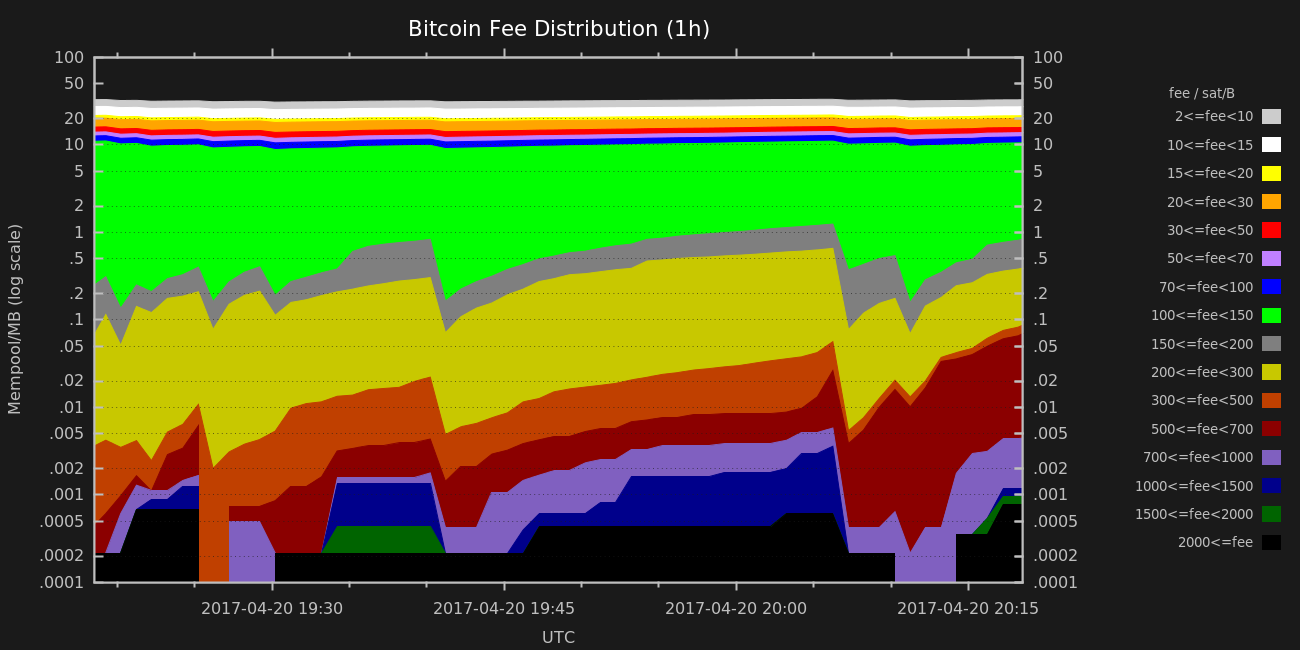 Bitcoin Fee Distribution (1h)
Mempool/MB (log scale)
100
50
20
10
5
2
1
.5
.2
.1
.05
.02
.01
.005
.002
.001
.0005
.0002
.0001
100
50
20
10
5
2
1
.5
.2
.1
.05
.02
.01
.005
.002
.001
.0005
.0002
.0001
2017-04-20 19:30 2017-04-20 19:45 2017-04-20 20:00 2017-04-20 20:15
UTC
fee / sat/B
2<=fee<10
10<=fee<15
15<=fee<20
20<=fee<30
30<=fee<50
50<=fee<70
70<=fee<100
100<=fee<150
150<=fee<200
200<=fee<300
300<=fee<500
500<=fee<700
700<=fee<1000
1000<=fee<1500
1500<=fee<2000
2000<=fee